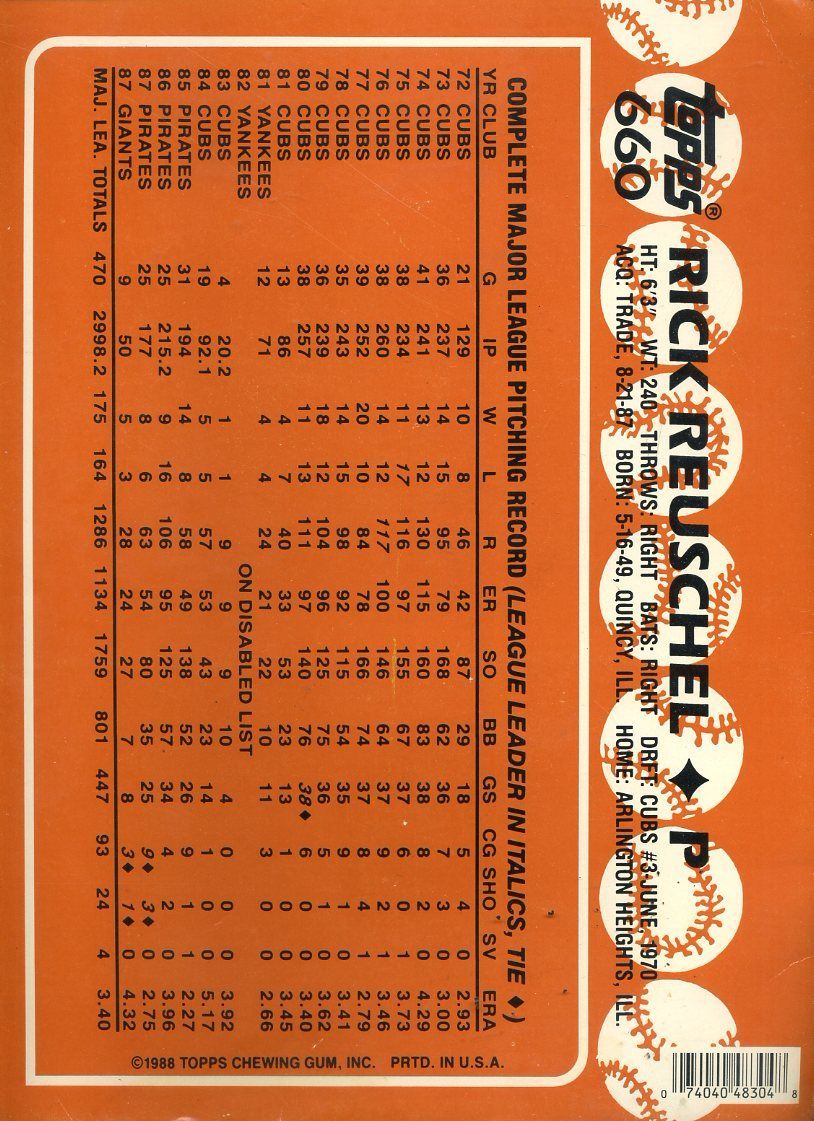 topps®
660
RICK REUSCHEL ✦ P
HT: 6'3" WT: 240 THROWS: RIGHT BATS: RIGHT DRFT: CUBS #3-JUNE, 1970
ACQ: TRADE, 8-21-87 BORN: 5-16-49, QUINCY, ILL. HOME: ARLINGTON HEIGHTS, ILL.
COMPLETE MAJOR LEAGUE PITCHING RECORD (LEAGUE LEADER IN ITALICS, TIE ♦)
YR CLUB G IP W L R ER SO BB GS CG SHO SV ERA
72 CUBS 21 129 10 8 46 42 87 29 18 5 4 0 2.93
73 CUBS 36 237 14 15 95 79 168 62 36 7 3 0 3.00
74 CUBS 41 241 13 12 130 115 160 83 38 8 2 0 4.29
75 CUBS 38 234 11 17 116 97 155 67 37 6 0 1 3.73
76 CUBS 38 260 14 12 117 100 146 64 37 9 2 1 3.46
77 CUBS 39 252 20 10 84 78 166 74 37 8 4 1 2.79
78 CUBS 35 243 14 15 98 92 115 54 35 9 1 0 3.41
79 CUBS 36 239 18 12 104 96 125 75 36 5 1 0 3.62
80 CUBS 38 257 11 13 111 97 140 76 38♦ 6 0 0 3.40
81 CUBS 13 86 4 7 40 33 53 23 13 1 0 0 3.45
81 YANKEES 12 71 4 4 24 21 22 10 11 3 0 0 2.66
82 YANKEES ON DISABLED LIST
83 CUBS 4 20.2 1 1 9 9 9 10 4 0 0 0 3.92
84 CUBS 19 92.1 5 5 57 53 43 23 14 1 0 0 5.17
85 PIRATES 31 194 14 8 58 49 138 52 26 9 1 1 2.27
86 PIRATES 25 215.2 9 16 106 95 125 57 34 4 2 0 3.96
87 PIRATES 25 177 8 6 63 54 80 35 25 9♦ 3♦ 0 2.75
87 GIANTS 9 50 5 3 28 24 27 7 8 3♦ 1♦ 0 4.32
MAJ. LEA. TOTALS 470 2998.2 175 164 1286 1134 1759 801 447 93 24 4 3.40
©1988 TOPPS CHEWING GUM, INC. PRTD. IN U.S.A.
0 74040 48304 8